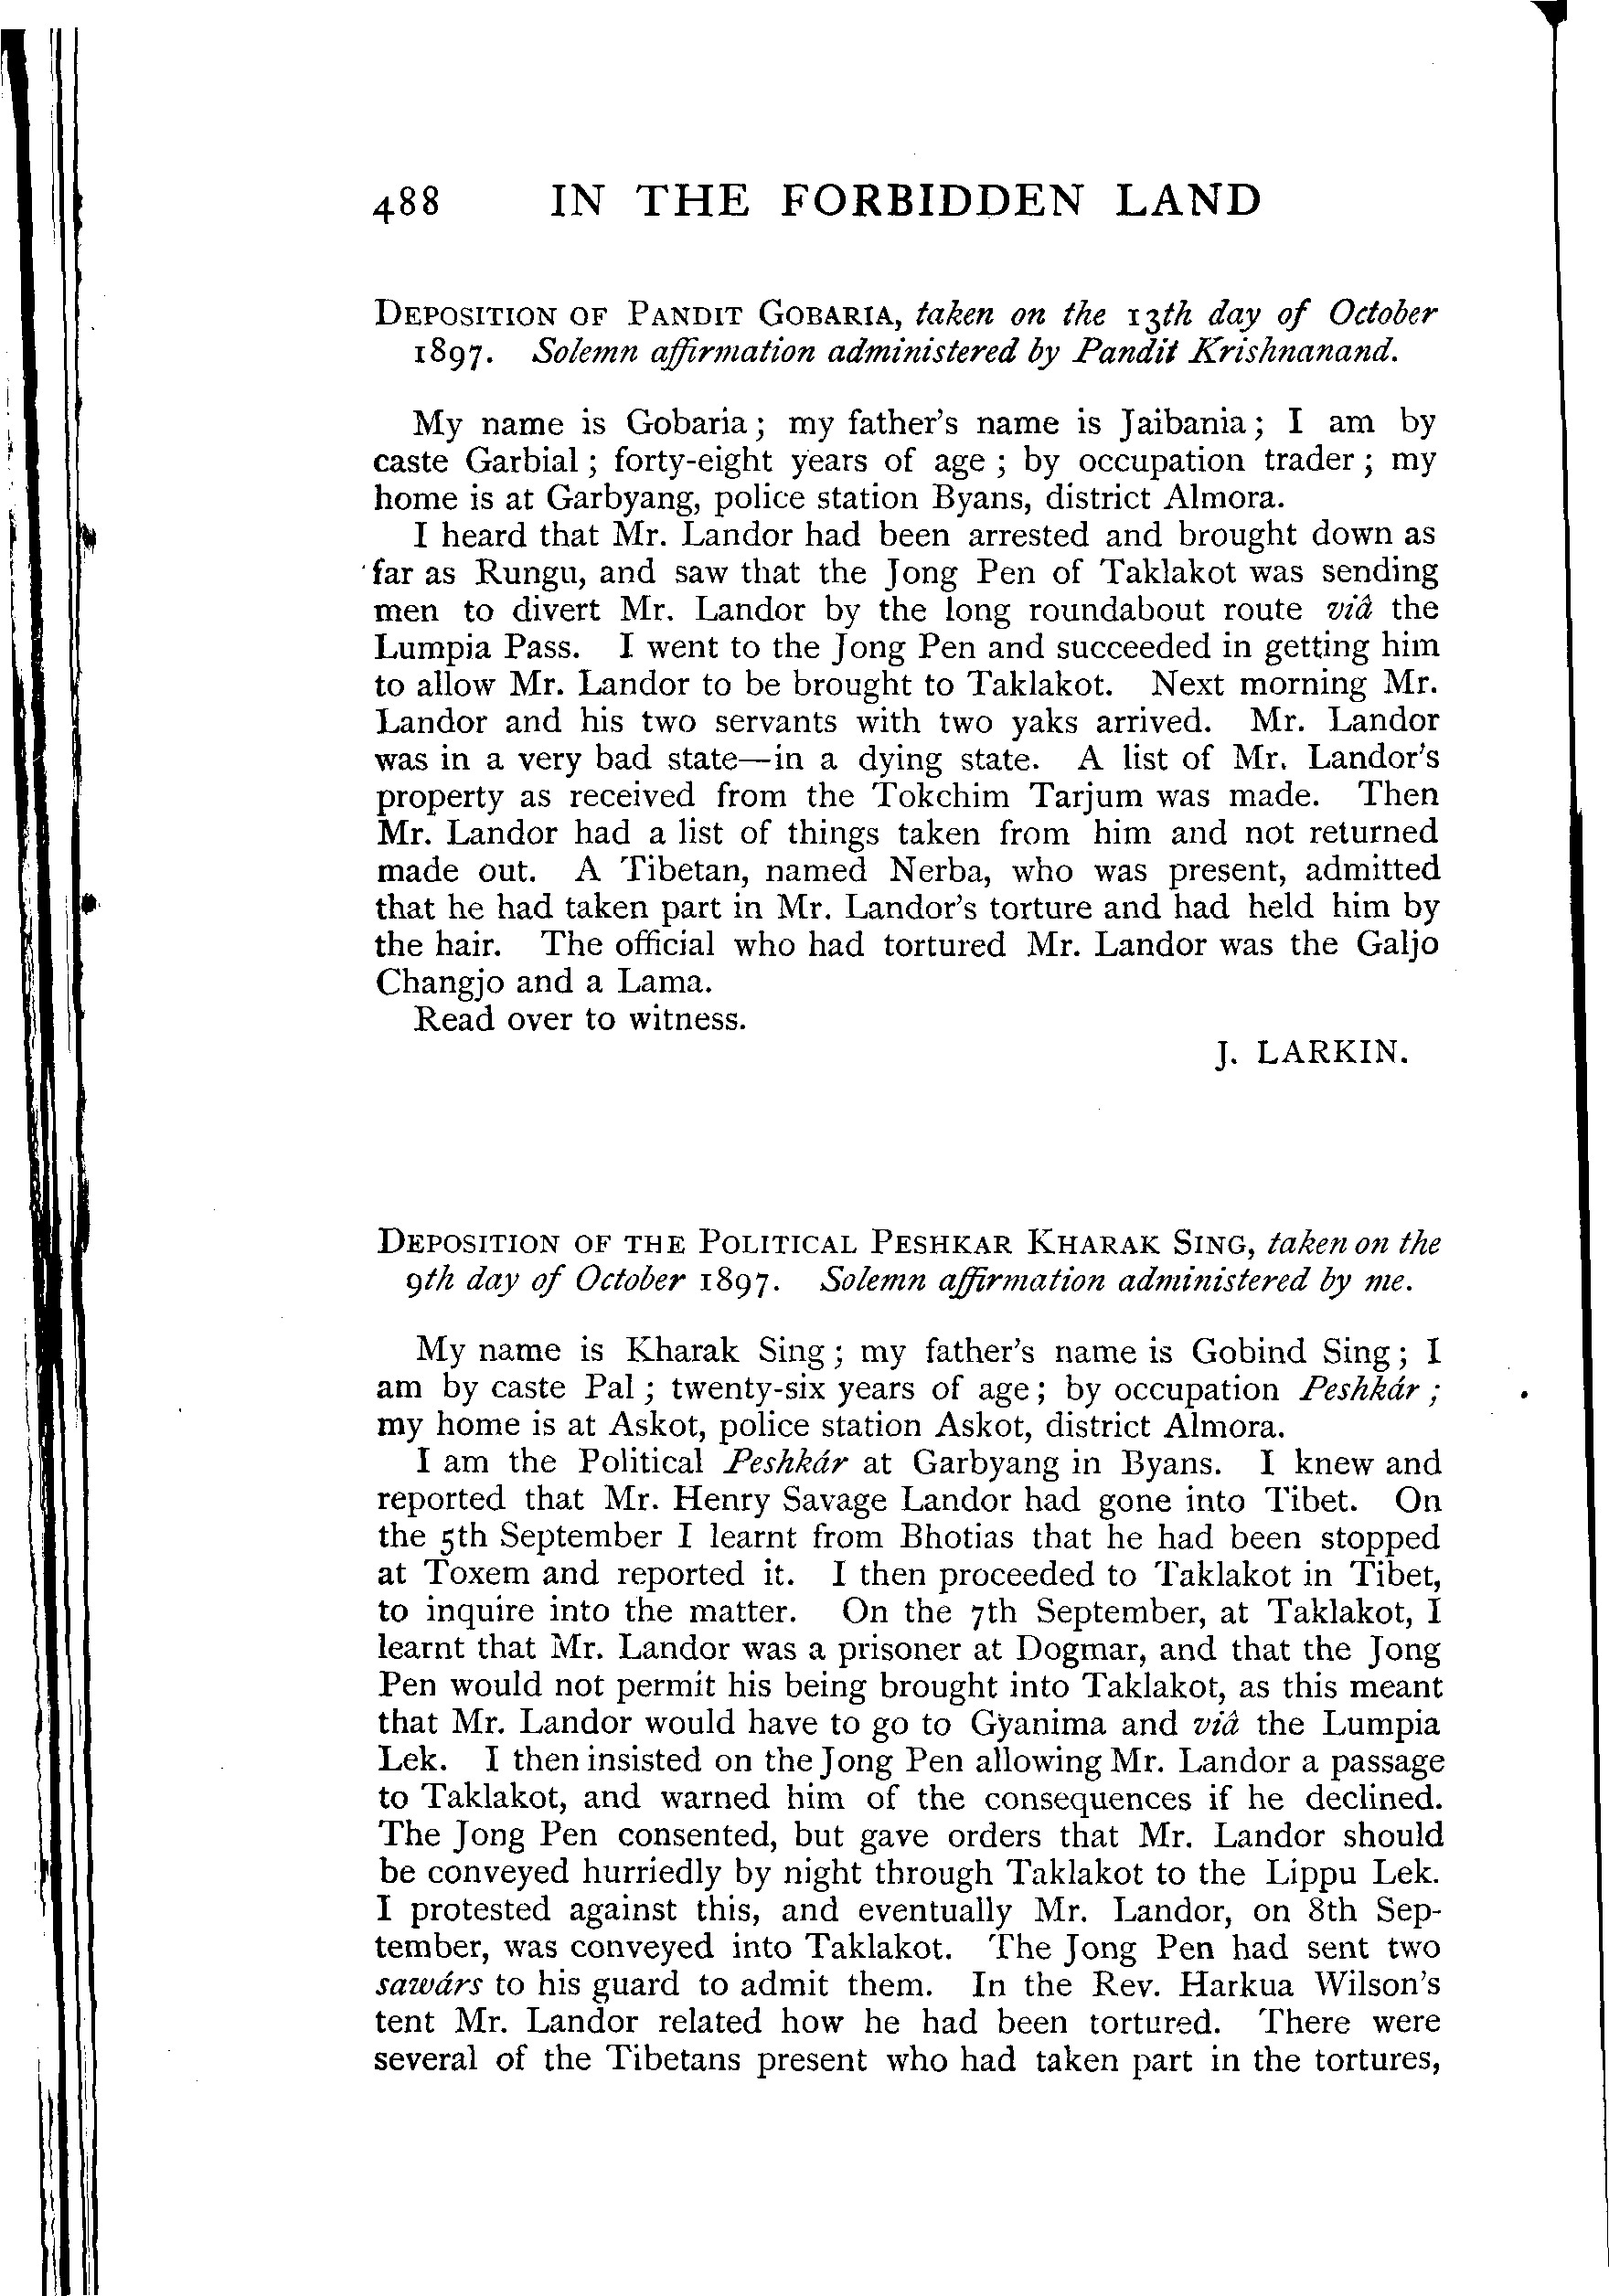 488 IN THE FORBIDDEN LAND
DEPOSITION OF PANDIT GOBARIA, taken on the 13th day of October
1897. Solemn affirmation administered by Pandit Krishnanand.
My name is Gobaria; my father's name is Jaibania; I am by
caste Garbial; forty-eight years of age; by occupation trader; my
home is at Garbyang, police station Byans, district Almora.
I heard that Mr. Landor had been arrested and brought down as
far as Rungu, and saw that the Jong Pen of Taklakot was sending
men to divert Mr. Landor by the long roundabout route viâ the
Lumpia Pass. I went to the Jong Pen and succeeded in getting him
to allow Mr. Landor to be brought to Taklakot. Next morning Mr.
Landor and his two servants with two yaks arrived. Mr. Landor
was in a very bad state—in a dying state. A list of Mr. Landor's
property as received from the Tokchim Tarjum was made. Then
Mr. Landor had a list of things taken from him and not returned
made out. A Tibetan, named Nerba, who was present, admitted
that he had taken part in Mr. Landor's torture and had held him by
the hair. The official who had tortured Mr. Landor was the Galjo
Changjo and a Lama.
Read over to witness.
J. LARKIN.
DEPOSITION OF THE POLITICAL PESHKAR KHARAK SING, taken on the
9th day of October 1897. Solemn affirmation administered by me.
My name is Kharak Sing; my father's name is Gobind Sing; I
am by caste Pal; twenty-six years of age; by occupation Peshkár;
my home is at Askot, police station Askot, district Almora.
I am the Political Peshkár at Garbyang in Byans. I knew and
reported that Mr. Henry Savage Landor had gone into Tibet. On
the 5th September I learnt from Bhotias that he had been stopped
at Toxem and reported it. I then proceeded to Taklakot in Tibet,
to inquire into the matter. On the 7th September, at Taklakot, I
learnt that Mr. Landor was a prisoner at Dogmar, and that the Jong
Pen would not permit his being brought into Taklakot, as this meant
that Mr. Landor would have to go to Gyanima and viâ the Lumpia
Lek. I then insisted on the Jong Pen allowing Mr. Landor a passage
to Taklakot, and warned him of the consequences if he declined.
The Jong Pen consented, but gave orders that Mr. Landor should
be conveyed hurriedly by night through Taklakot to the Lippu Lek.
I protested against this, and eventually Mr. Landor, on 8th Sep-
tember, was conveyed into Taklakot. The Jong Pen had sent two
sawárs to his guard to admit them. In the Rev. Harkua Wilson's
tent Mr. Landor related how he had been tortured. There were
several of the Tibetans present who had taken part in the tortures,